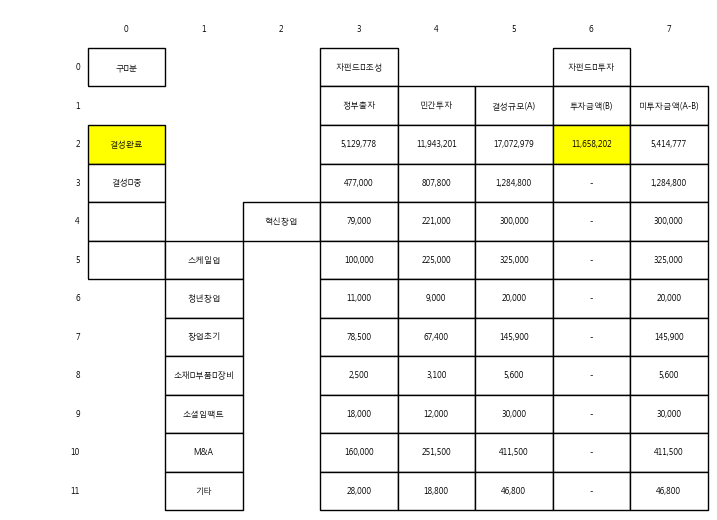 0 1 2 3 4 5 6 7
0 구 분 자펀드 조성 자펀드 투자
1 정부출자 민간투자 결성규모(A) 투자금액(B) 미투자금액(A-B)
2 결성완료 5,129,778 11,943,201 17,072,979 11,658,202 5,414,777
3 결성 중 477,000 807,800 1,284,800 - 1,284,800
4 혁신창업 79,000 221,000 300,000 - 300,000
5 스케일업 100,000 225,000 325,000 - 325,000
6 청년창업 11,000 9,000 20,000 - 20,000
7 창업초기 78,500 67,400 145,900 - 145,900
8 소재 부품 장비 2,500 3,100 5,600 - 5,600
9 소셜임팩트 18,000 12,000 30,000 - 30,000
10 M&A 160,000 251,500 411,500 - 411,500
11 기타 28,000 18,800 46,800 - 46,800